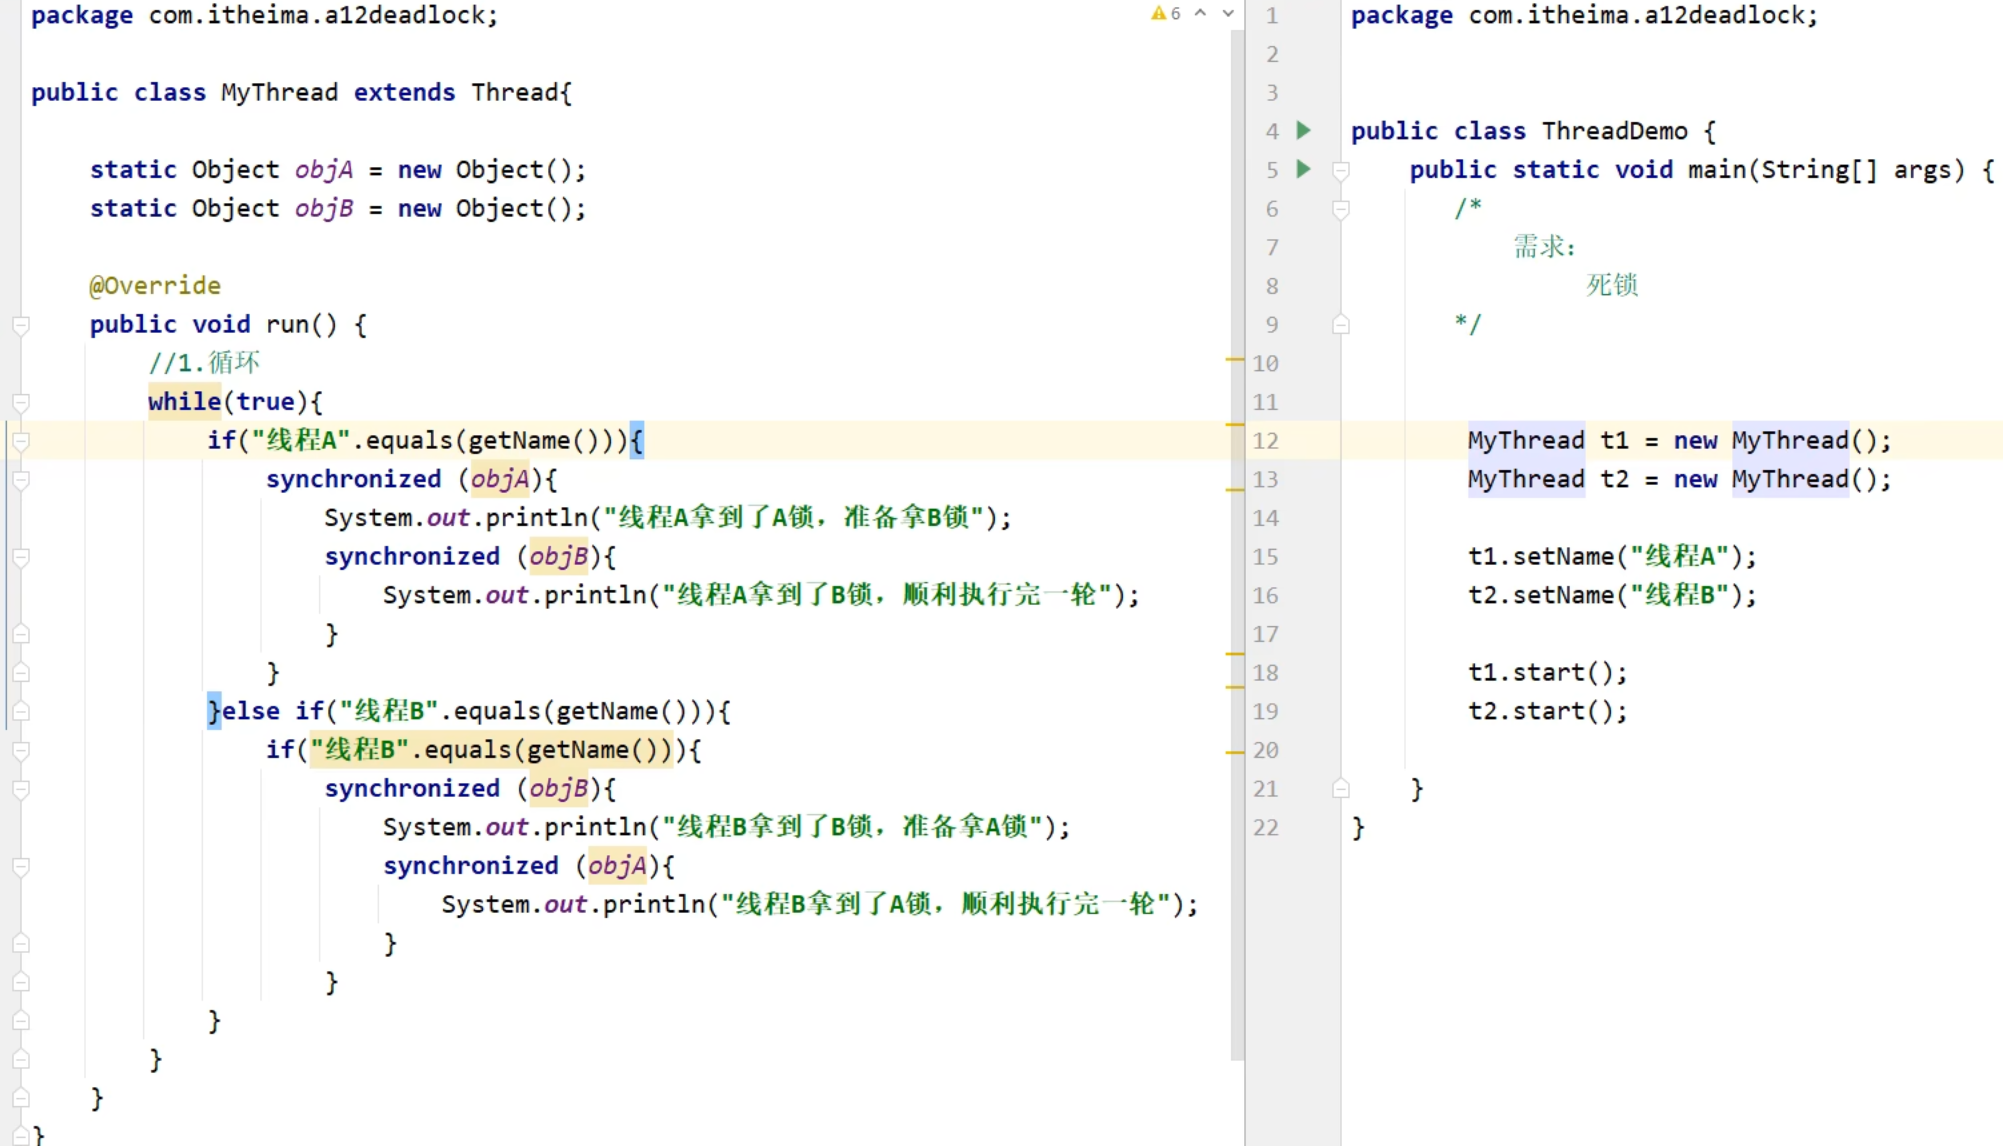 package com.itheima.a12deadlock;
public class MyThread extends Thread{
static Object objA = new Object();
static Object objB = new Object();
@Override
public void run() {
//1.循环
while(true){
if("线程A".equals(getName())){
synchronized (objA){
System.out.println("线程A拿到了A锁，准备拿B锁");
synchronized (objB){
System.out.println("线程A拿到了B锁，顺利执行完一轮");
}
}
}else if("线程B".equals(getName())){
if("线程B".equals(getName())){
synchronized (objB){
System.out.println("线程B拿到了B锁，准备拿A锁");
synchronized (objA){
System.out.println("线程B拿到了A锁，顺利执行完一轮");
}
}
}
}
}
}
6
1 package com.itheima.a12deadlock;
2
3
4 public class ThreadDemo {
5 public static void main(String[] args) {
6 /*
7 需求：
8 死锁
9 */
10
11
12 MyThread t1 = new MyThread();
13 MyThread t2 = new MyThread();
14
15 t1.setName("线程A");
16 t2.setName("线程B");
17
18 t1.start();
19 t2.start();
20
21 }
22 }